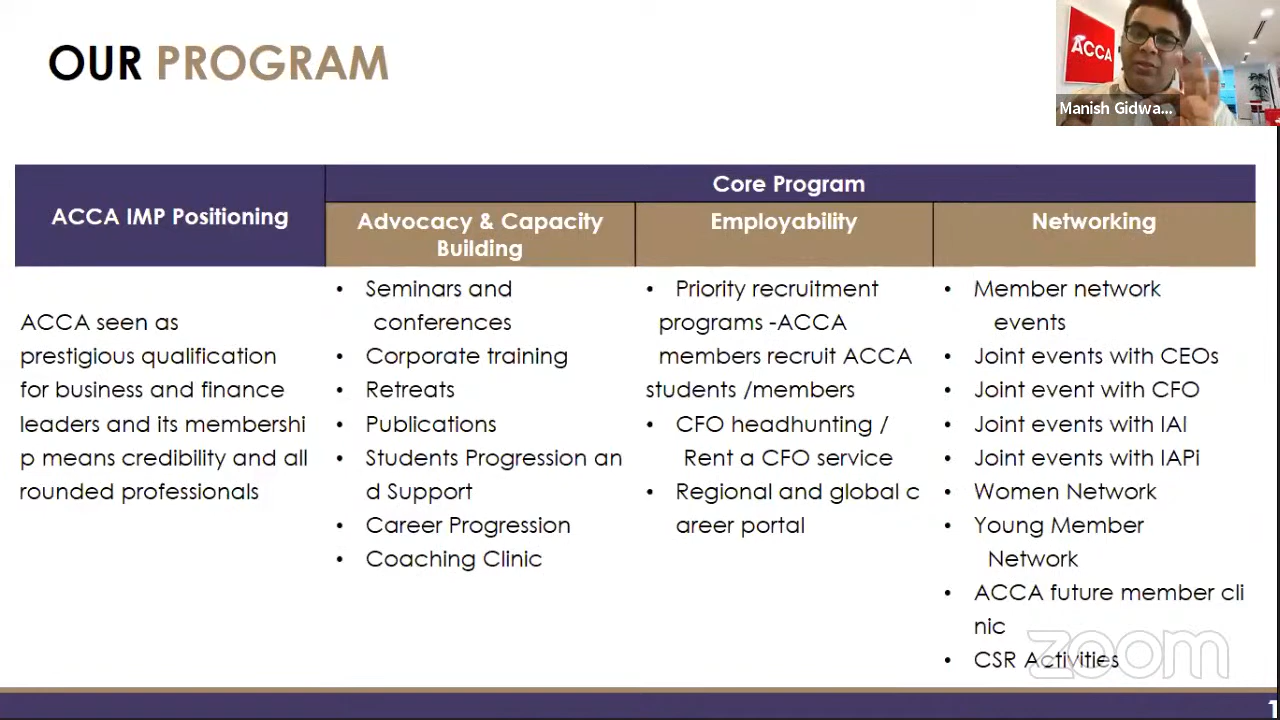 OUR PROGRAM
ACCA
Manish Gidwa...
ACCA IMP Positioning
Core Program
Advocacy & Capacity
Building
Employability
Networking
ACCA seen as
prestigious qualification
for business and finance
leaders and its membershi
p means credibility and all
rounded professionals
• Seminars and
conferences
• Corporate training
• Retreats
• Publications
• Students Progression an
d Support
• Career Progression
• Coaching Clinic
• Priority recruitment
programs -ACCA
members recruit ACCA
students /members
• CFO headhunting /
Rent a CFO service
• Regional and global c
areer portal
• Member network
events
• Joint events with CEOs
• Joint event with CFO
• Joint events with IAI
• Joint events with IAPi
• Women Network
• Young Member
Network
• ACCA future member cli
nic
• CSR Activities
zoom
1